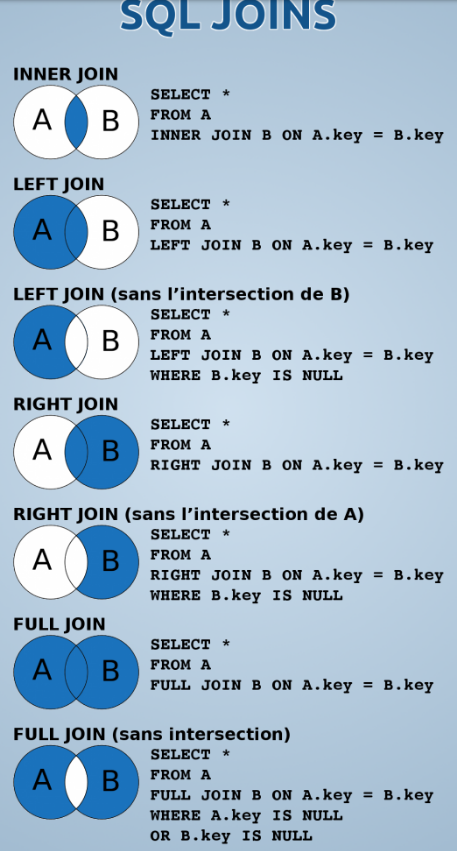 SQL JOINS
INNER JOIN
A B
SELECT *
FROM A
INNER JOIN B ON A.key = B.key
LEFT JOIN
A B
SELECT *
FROM A
LEFT JOIN B ON A.key = B.key
LEFT JOIN (sans l'intersection de B)
A B
SELECT *
FROM A
LEFT JOIN B ON A.key = B.key
WHERE B.key IS NULL
RIGHT JOIN
A B
SELECT *
FROM A
RIGHT JOIN B ON A.key = B.key
RIGHT JOIN (sans l'intersection de A)
A B
SELECT *
FROM A
RIGHT JOIN B ON A.key = B.key
WHERE B.key IS NULL
FULL JOIN
A B
SELECT *
FROM A
FULL JOIN B ON A.key = B.key
FULL JOIN (sans intersection)
A B
SELECT *
FROM A
FULL JOIN B ON A.key = B.key
WHERE A.key IS NULL
OR B.key IS NULL